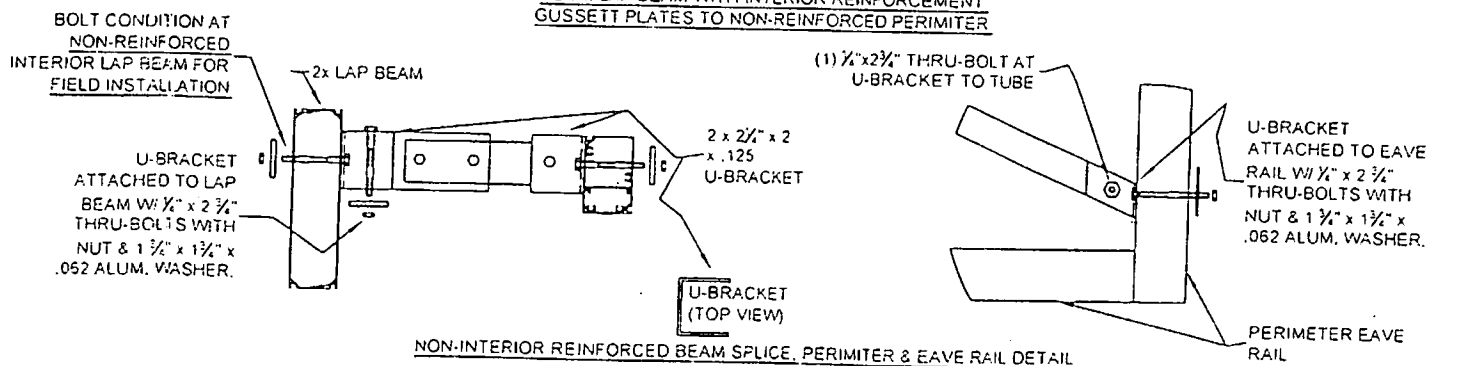 GUSSETT PLATES TO NON-REINFORCED PERIMITER
BOLT CONDITION AT
NON-REINFORCED
INTERIOR LAP BEAM FOR
FIELD INSTALLATION
2x LAP BEAM
U-BRACKET
ATTACHED TO LAP
BEAM W/ ¼" x 2 ¾"
THRU-BOLTS WITH
NUT & 1 ¾" x 1¾" x
.062 ALUM. WASHER.
2 x 2¼" x 2
x .125
U-BRACKET
U-BRACKET
(TOP VIEW)
(1) ¼"x2¾" THRU-BOLT AT
U-BRACKET TO TUBE
U-BRACKET
ATTACHED TO EAVE
RAIL W/ ¼" x 2 ¾"
THRU-BOLTS WITH
NUT & 1 ¾" x 1¾" x
.062 ALUM. WASHER.
PERIMETER EAVE
RAIL
NON-INTERIOR REINFORCED BEAM SPLICE, PERIMITER & EAVE RAIL DETAIL